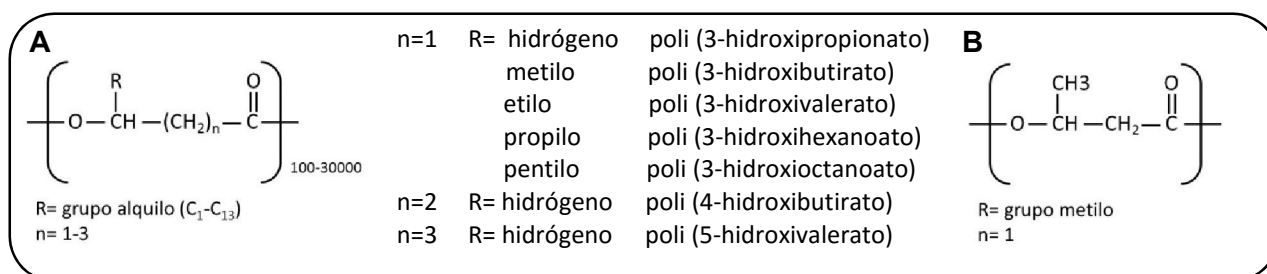 A
R O
O CH (CH₂)ₙ C
100-30000
R= grupo alquilo (C₁-C₁₃)
n= 1-3
n=1 R= hidrógeno poli (3-hidroxipropionato)
metilo poli (3-hidroxibutirato)
etilo poli (3-hidroxivalerato)
propilo poli (3-hidroxihexanoato)
pentilo poli (3-hidroxioctanoato)
n=2 R= hidrógeno poli (4-hidroxibutirato)
n=3 R= hidrógeno poli (5-hidroxivalerato)
B
CH3 O
O CH CH₂ C
R= grupo metilo
n= 1